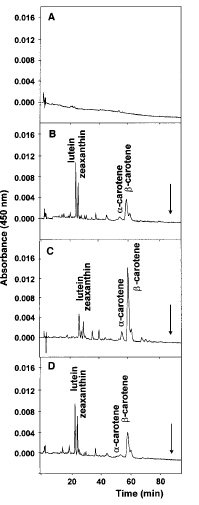 A
0.016
0.012
0.008
0.004
0.000
B
0.016
0.012
0.008
0.004
0.000
lutein
zeaxanthin
α-carotene
β-carotene
C
0.016
0.012
0.008
0.004
0.000
lutein
zeaxanthin
α-carotene
β-carotene
D
0.016
0.012
0.008
0.004
0.000
lutein
zeaxanthin
α-carotene
β-carotene
Absorbance (450 nm)
20 40 60 80
Time (min)